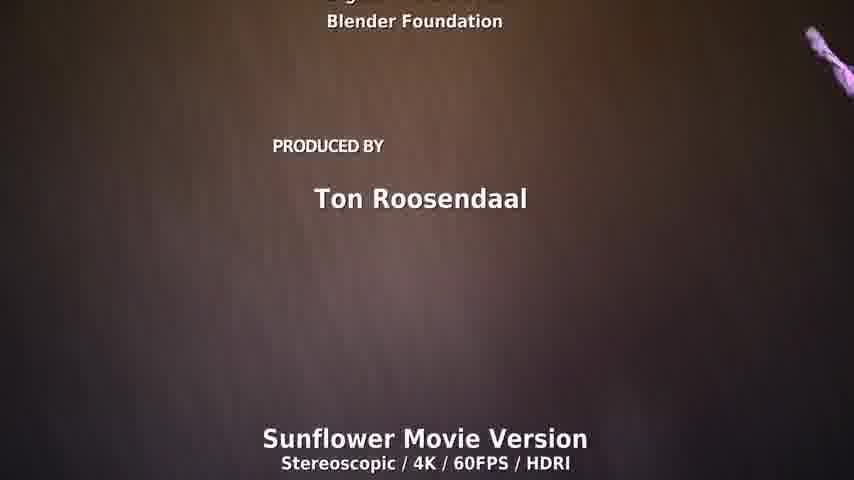 Blender Foundation
PRODUCED BY
Ton Roosendaal
Sunflower Movie Version
Stereoscopic / 4K / 60FPS / HDRI